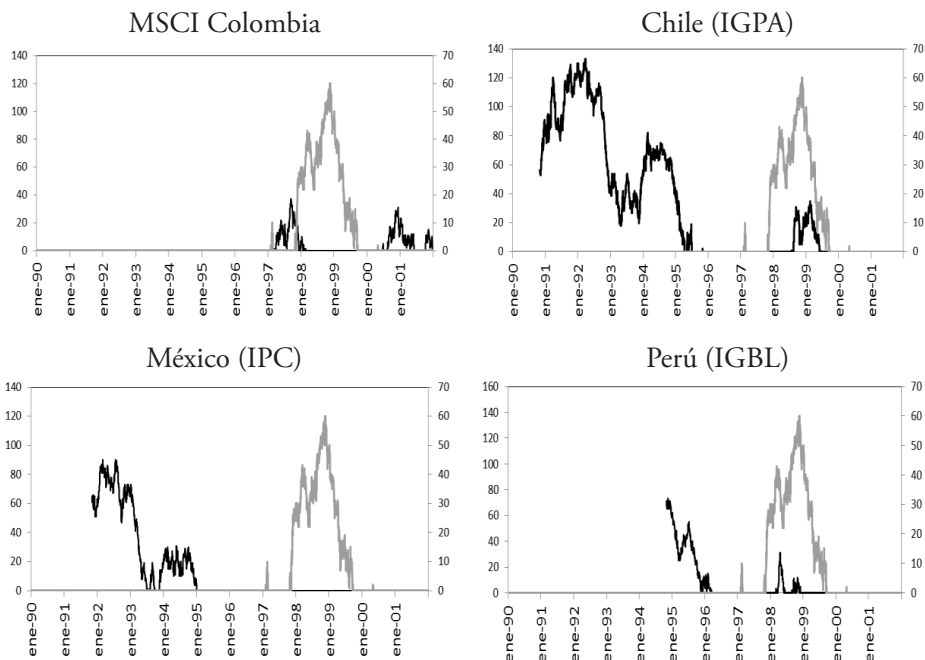 MSCI Colombia
140
120
100
80
60
40
20
0
70
60
50
40
30
20
10
0
ene-90
ene-91
ene-92
ene-93
ene-94
ene-95
ene-96
ene-97
ene-98
ene-99
ene-00
ene-01
Chile (IGPA)
140
120
100
80
60
40
20
0
70
60
50
40
30
20
10
0
ene-90
ene-91
ene-92
ene-93
ene-94
ene-95
ene-96
ene-97
ene-98
ene-99
ene-00
ene-01
México (IPC)
140
120
100
80
60
40
20
0
70
60
50
40
30
20
10
0
ene-90
ene-91
ene-92
ene-93
ene-94
ene-95
ene-96
ene-97
ene-98
ene-99
ene-00
ene-01
Perú (IGBL)
160
140
120
100
80
60
40
20
0
70
60
50
40
30
20
10
0
ene-90
ene-91
ene-92
ene-93
ene-94
ene-95
ene-96
ene-97
ene-98
ene-99
ene-00
ene-01